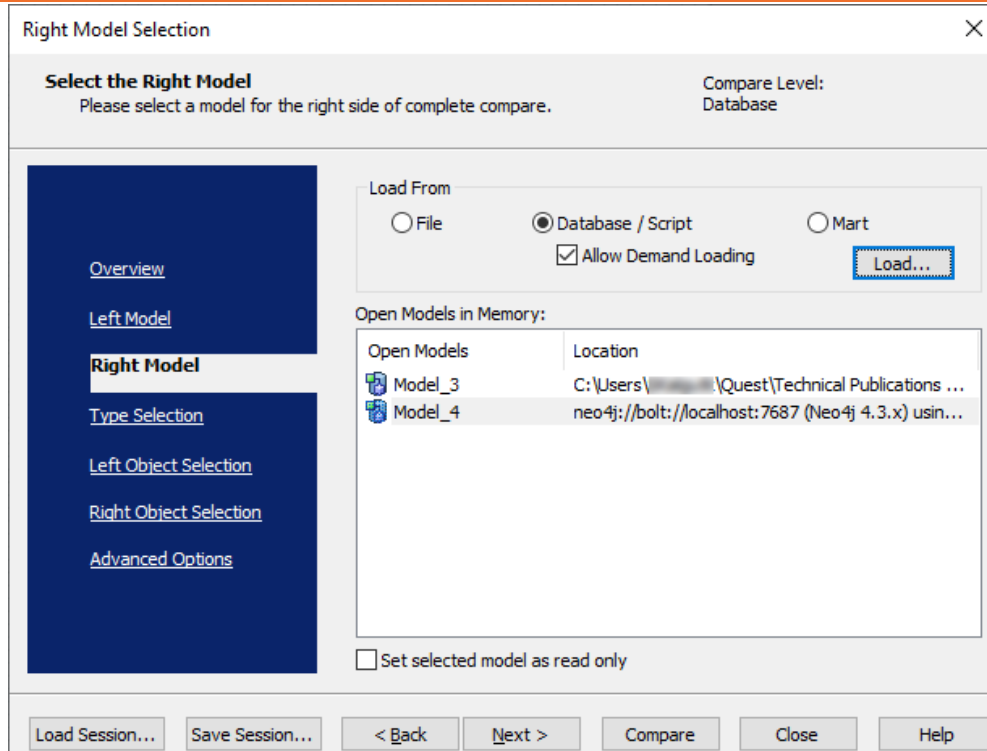 Right Model Selection
Select the Right Model
Please select a model for the right side of complete compare.
Compare Level:
Database
Overview
Left Model
Right Model
Type Selection
Left Object Selection
Right Object Selection
Advanced Options
Load From
File
Database / Script
Mart
Allow Demand Loading
Load...
Open Models in Memory:
Open Models Location
Model_3 C:\Users\ \Quest\Technical Publications ...
Model_4 neo4j://bolt://localhost:7687 (Neo4j 4.3.x) usin...
Set selected model as read only
Load Session... Save Session... < Back Next > Compare Close Help